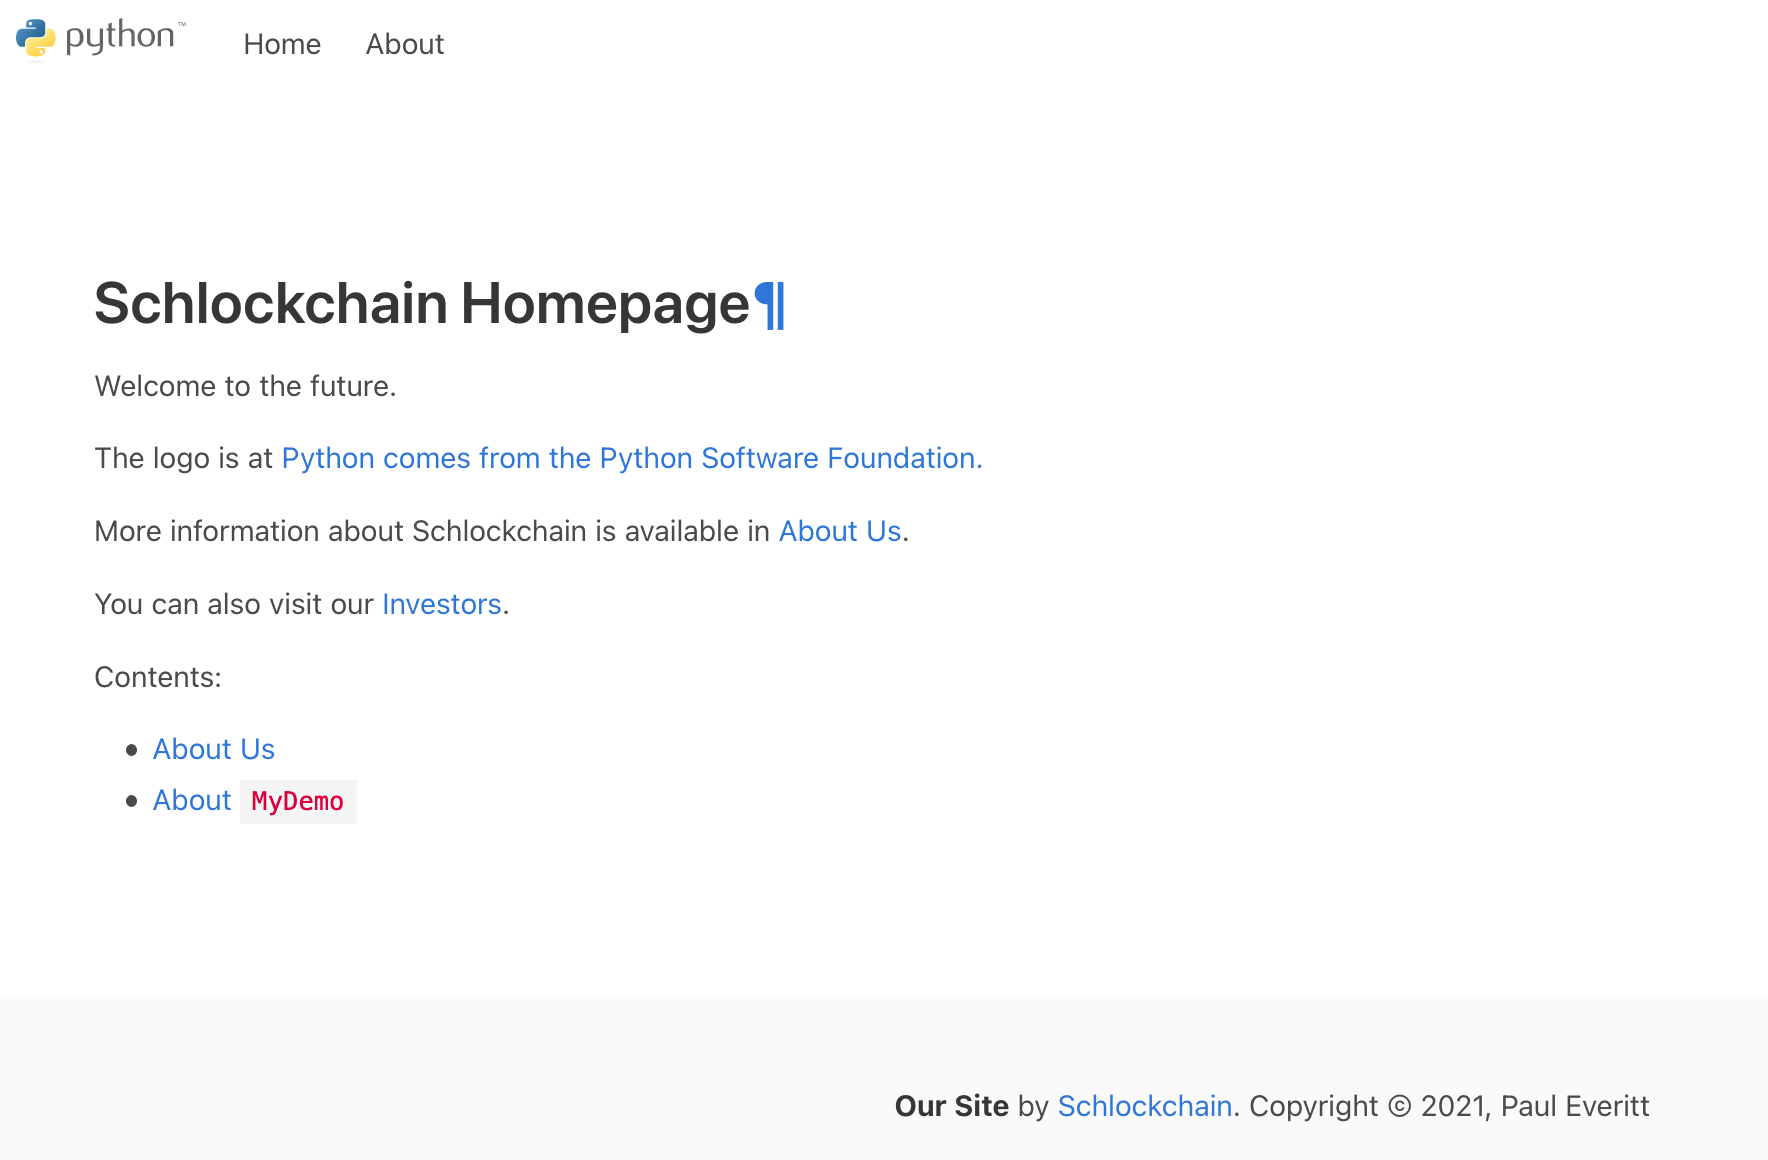 python™
Home About
Schlockchain Homepage¶
Welcome to the future.
The logo is at Python comes from the Python Software Foundation.
More information about Schlockchain is available in About Us.
You can also visit our Investors.
Contents:
• About Us
• About MyDemo
Our Site by Schlockchain. Copyright © 2021, Paul Everitt